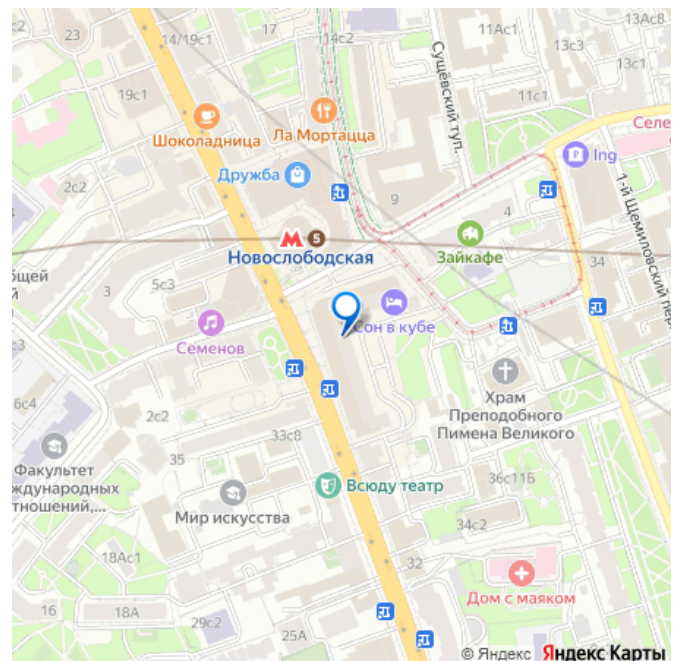 23
14/19с1
17
14с2
11Ас1
13Ас8
13с3
13с1
19с1
11с1
Сущёвский туп.
Шоколадница
Ла Мортацца
Селе
Ing
Дружба
2с2
9
4
1-й Щемиловский пер.
Новослободская
5
Зайкафе
34
общей
й
3
5с3
Сон в кубе
Семенов
Храм
Преподобного
Пимена Великого
6с4
2с2
33с8
Факультет
ждународных
тношений,...
35
Всюду театр
36с11Б
Мир искусства
34с2
18Ас1
32
Дом с маяком
16
18А
29с2
25А
© Яндекс Яндекс Карты